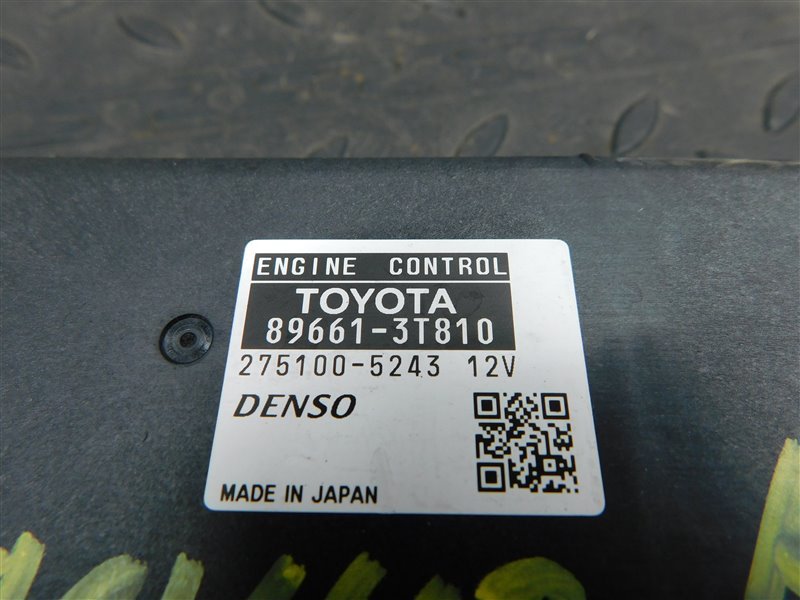 ENGINE CONTROL
TOYOTA
89661-3T810
275100-5243 12V
DENSO
MADE IN JAPAN